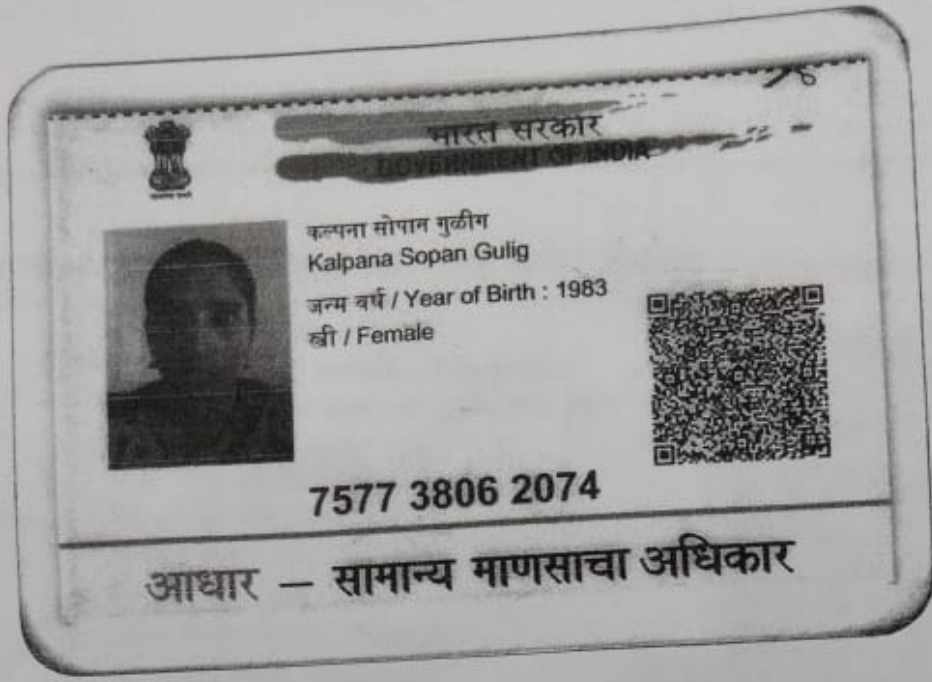 भारत सरकार
GOVERNMENT OF INDIA
कल्पना सोपान गुळीग
Kalpana Sopan Gulig
जन्म वर्ष / Year of Birth : 1983
स्त्री / Female
7577 3806 2074
आधार – सामान्य माणसाचा अधिकार